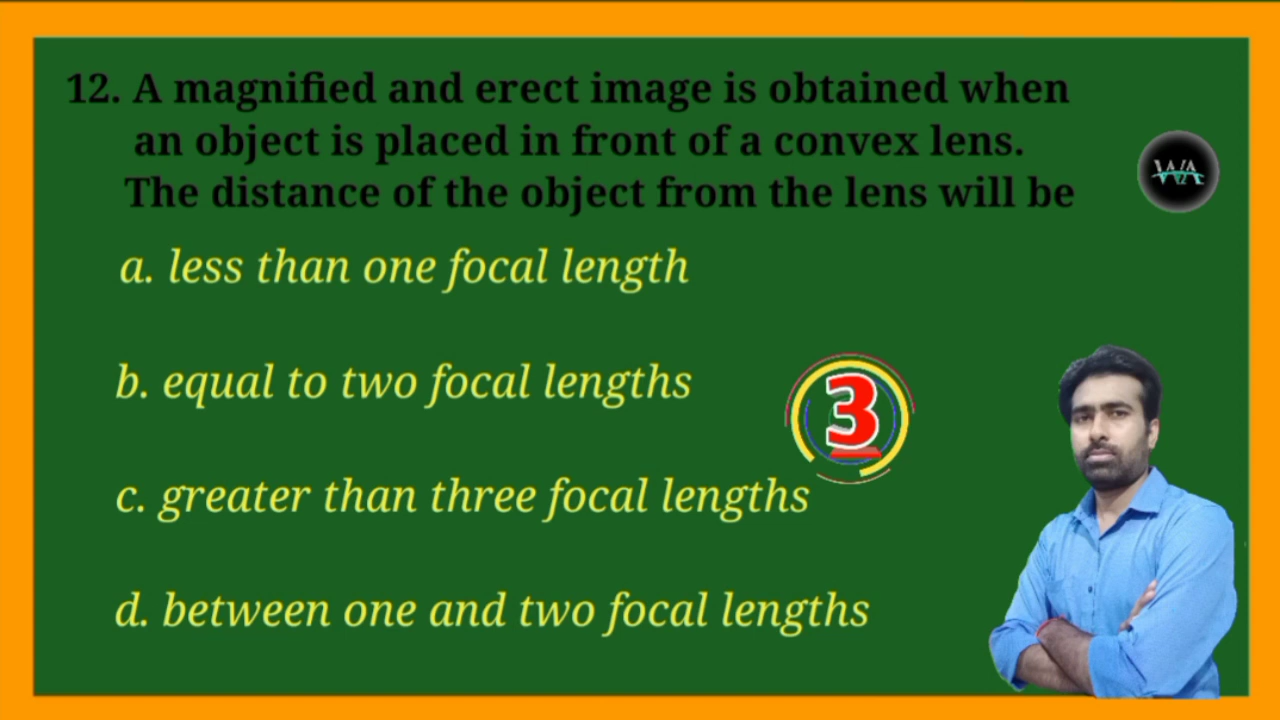 12. A magnified and erect image is obtained when
an object is placed in front of a convex lens.
The distance of the object from the lens will be
a. less than one focal length
b. equal to two focal lengths
3
c. greater than three focal lengths
d. between one and two focal lengths